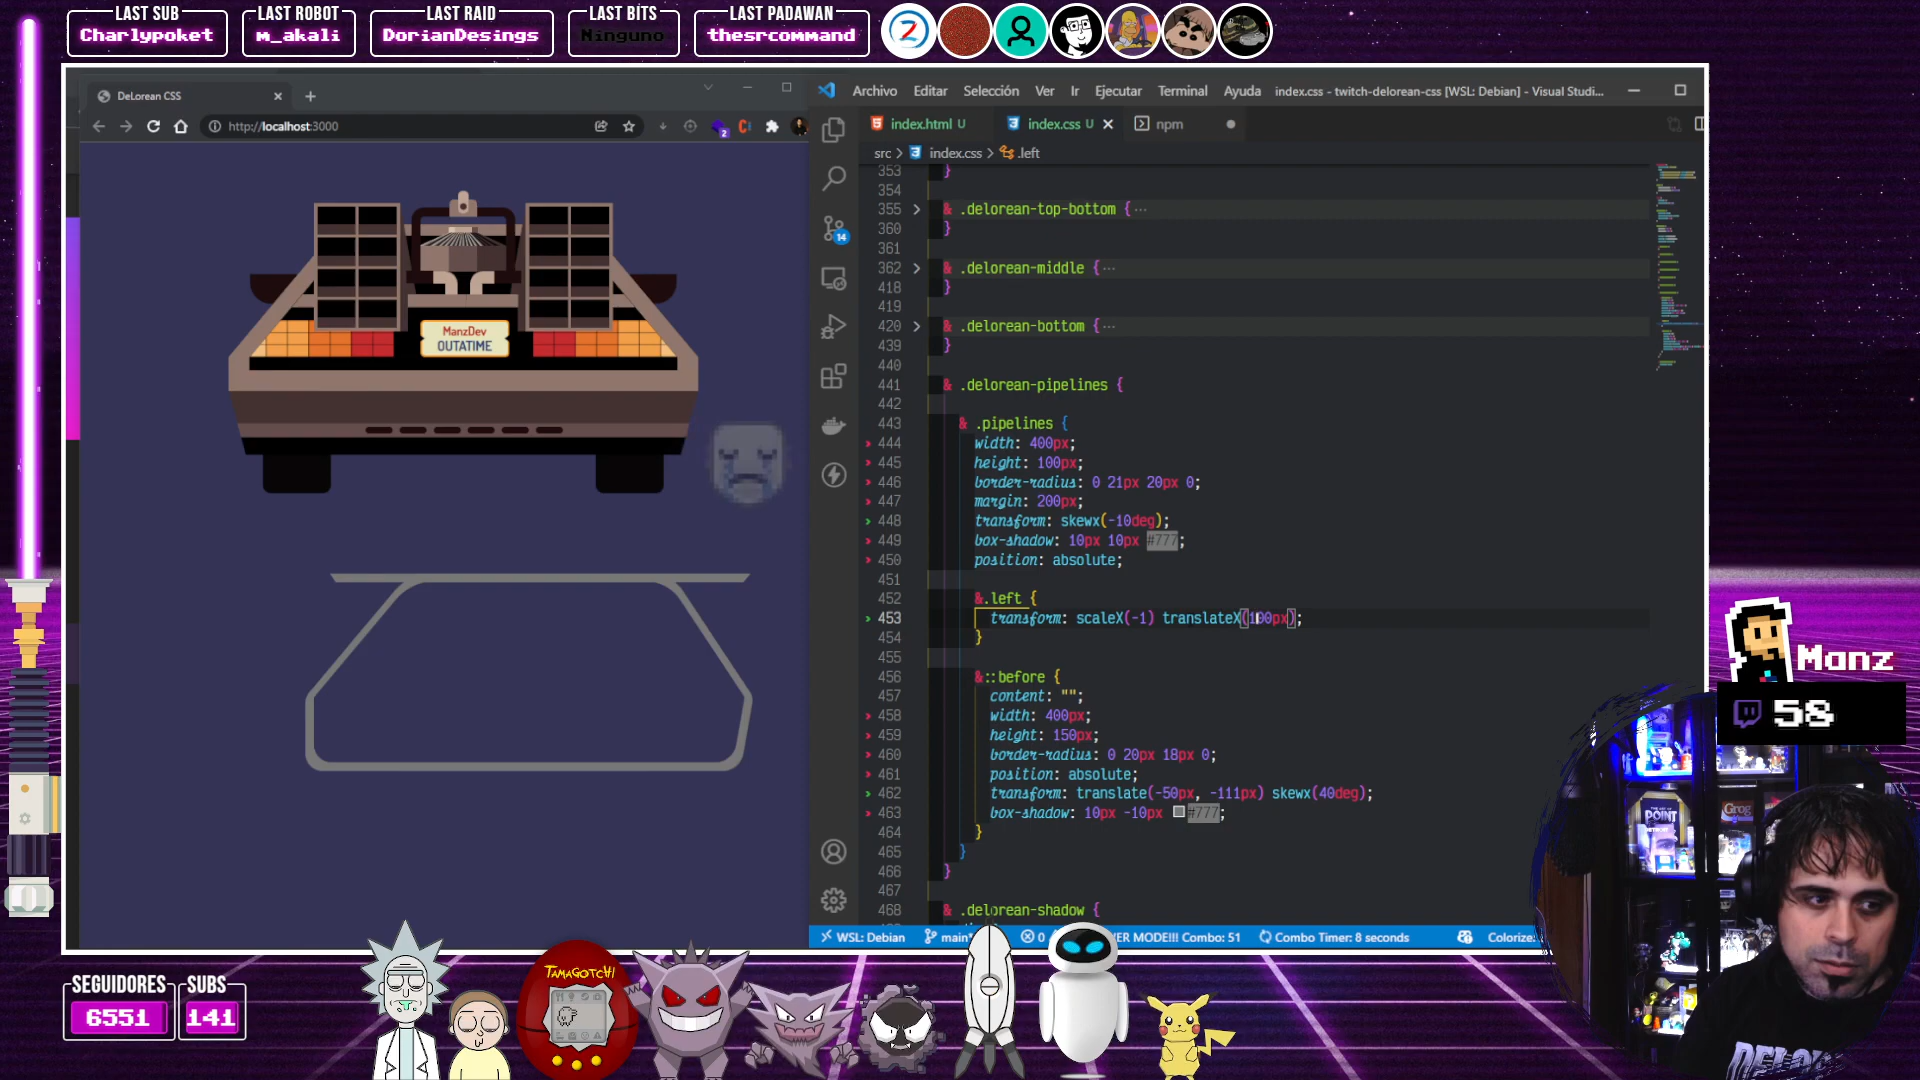 LAST SUB
Charlypoket
LAST ROBOT
m_akali
LAST RAID
DorianDesings
LAST BITS
Ninguno
LAST PADAWAN
thesrcommand
DeLorean CSS
http://localhost:3000
Archivo Editar Selección Ver Ir Ejecutar Terminal Ayuda index.css - twitch-delorean-css [WSL: Debian] - Visual Studi...
index.html U
index.css U
npm
src > index.css > .left
353 }
354
355 & .delorean-top-bottom { ...
360 }
361
362 & .delorean-middle { ...
418 }
419
420 & .delorean-bottom { ...
439 }
440
441 & .delorean-pipelines {
442
443 & .pipelines {
444 width: 400px;
445 height: 100px;
446 border-radius: 0 21px 20px 0;
447 margin: 200px;
448 transform: skewx(-10deg);
449 box-shadow: 10px 10px #777;
450 position: absolute;
451
452 &.left {
453 transform: scaleX(-1) translateX(100px);
454 }
455
456 &::before {
457 content: "";
458 width: 400px;
459 height: 150px;
460 border-radius: 0 20px 18px 0;
461 position: absolute;
462 transform: translate(-50px, -111px) skewx(40deg);
463 box-shadow: 10px -10px #777;
464 }
465 }
466 }
467
468 & .delorean-shadow {
14
2
ManzDev
OUTATIME
WSL: Debian main* 0 VER MODE!!! Combo: 51 Combo Timer: 8 seconds Colorize:
Manz
58
POINT
Grog
SEGUIDORES
6551
SUBS
141
TAMAGOTCHI